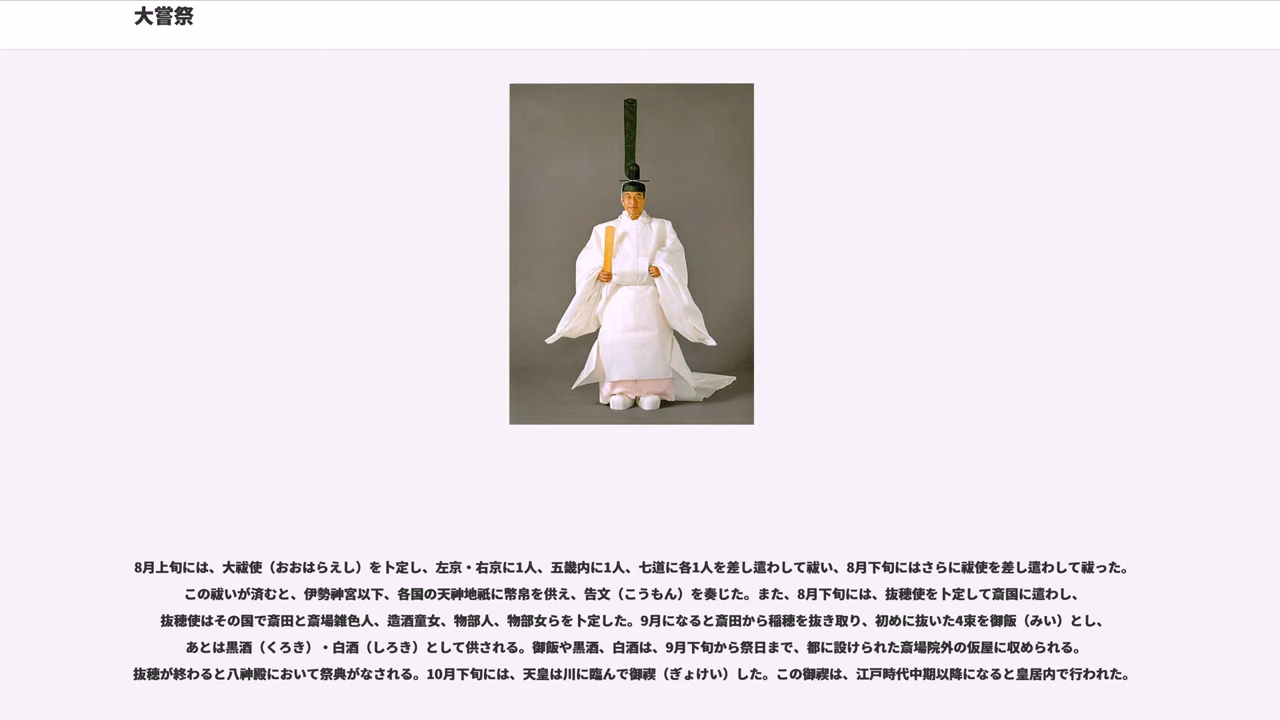 大嘗祭
8月上旬には、大祓使（おおはらえし）を卜定し、左京・右京に1人、五畿内に1人、七道に各1人を差し遣わして祓い、8月下旬にはさらに祓使を差し遣わして祓った。
この祓いが済むと、伊勢神宮以下、各国の天神地祇に幣帛を供え、告文（こうもん）を奏じた。また、8月下旬には、抜穂使を卜定して斎国に遣わし、
抜穂使はその国で斎田と斎場雑色人、造酒童女、物部人、物部女らを卜定した。9月になると斎田から稲穂を抜き取り、初めに抜いた4束を御飯（みい）とし、
あとは黒酒（くろき）・白酒（しろき）として供される。御飯や黒酒、白酒は、9月下旬から祭日まで、都に設けられた斎場院外の仮屋に収められる。
抜穂が終わると八神殿において祭典がなされる。10月下旬には、天皇は川に臨んで御禊（ぎょけい）した。この御禊は、江戸時代中期以降になると皇居内で行われた。